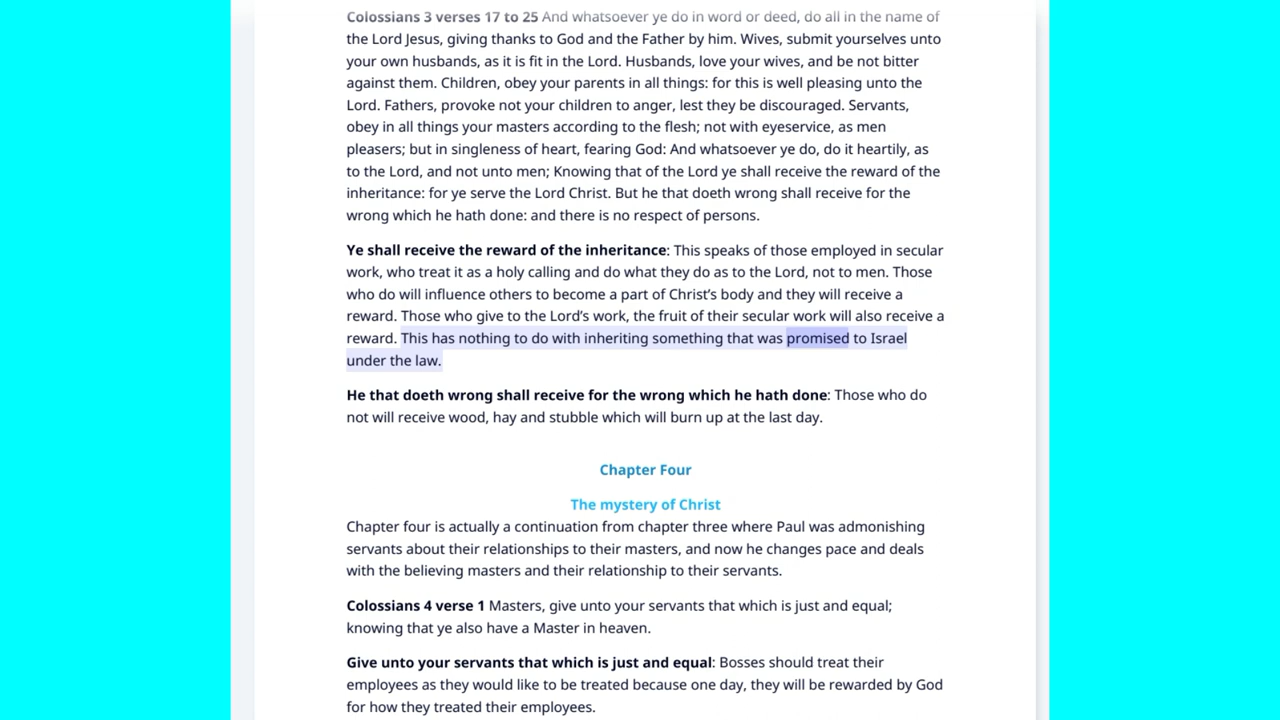 Colossians 3 verses 17 to 25 And whatsoever ye do in word or deed, do all in the name of
the Lord Jesus, giving thanks to God and the Father by him. Wives, submit yourselves unto
your own husbands, as it is fit in the Lord. Husbands, love your wives, and be not bitter
against them. Children, obey your parents in all things: for this is well pleasing unto the
Lord. Fathers, provoke not your children to anger, lest they be discouraged. Servants,
obey in all things your masters according to the flesh; not with eyeservice, as men
pleasers; but in singleness of heart, fearing God: And whatsoever ye do, do it heartily, as
to the Lord, and not unto men; Knowing that of the Lord ye shall receive the reward of the
inheritance: for ye serve the Lord Christ. But he that doeth wrong shall receive for the
wrong which he hath done: and there is no respect of persons.
Ye shall receive the reward of the inheritance: This speaks of those employed in secular
work, who treat it as a holy calling and do what they do as to the Lord, not to men. Those
who do will influence others to become a part of Christ’s body and they will receive a
reward. Those who give to the Lord’s work, the fruit of their secular work will also receive a
reward. This has nothing to do with inheriting something that was promised to Israel
under the law.
He that doeth wrong shall receive for the wrong which he hath done: Those who do
not will receive wood, hay and stubble which will burn up at the last day.
Chapter Four
The mystery of Christ
Chapter four is actually a continuation from chapter three where Paul was admonishing
servants about their relationships to their masters, and now he changes pace and deals
with the believing masters and their relationship to their servants.
Colossians 4 verse 1 Masters, give unto your servants that which is just and equal;
knowing that ye also have a Master in heaven.
Give unto your servants that which is just and equal: Bosses should treat their
employees as they would like to be treated because one day, they will be rewarded by God
for how they treated their employees.